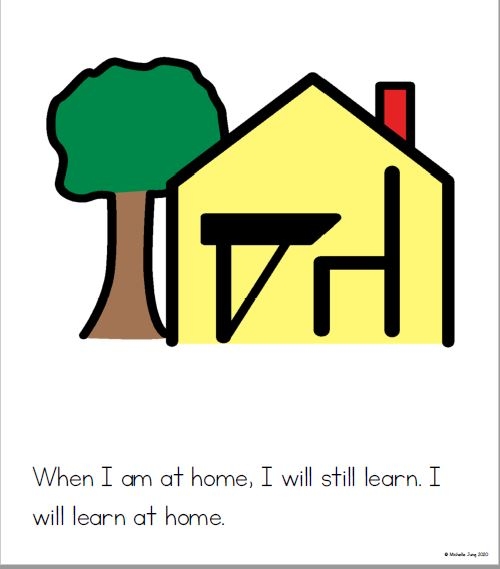 When I am at home, I will still learn. I
will learn at home.
© Michelle Jung 2020